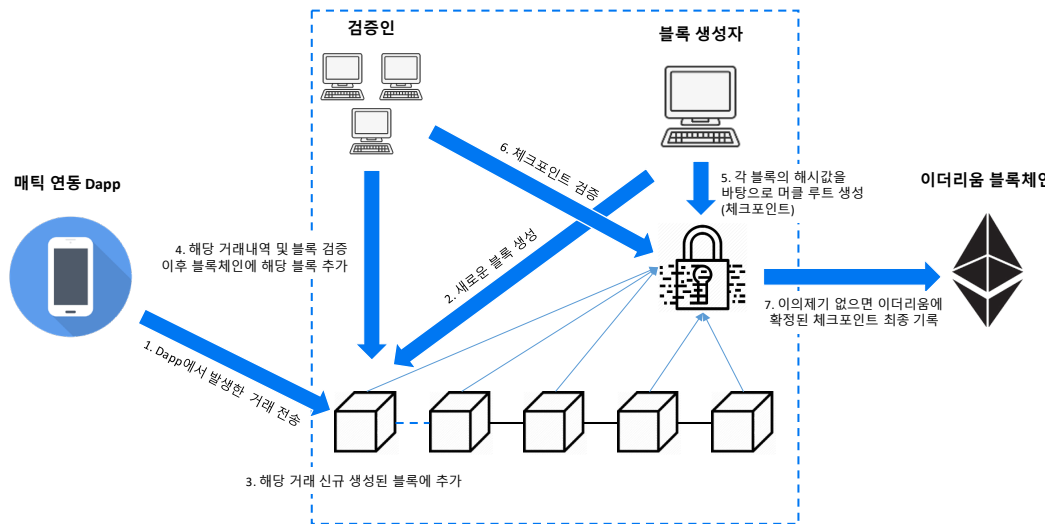 검증인
블록 생성자
매틱 연동 Dapp
이더리움 블록체인
6. 체크포인트 검증
5. 각 블록의 해시값을
바탕으로 머클 루트 생성
(체크포인트)
4. 해당 거래내역 및 블록 검증
이후 블록체인에 해당 블록 추가
2. 새로운 블록 생성
7. 이의제기 없으면 이더리움에
확정된 체크포인트 최종 기록
1. Dapp에서 발생한 거래 전송
3. 해당 거래 신규 생성된 블록에 추가